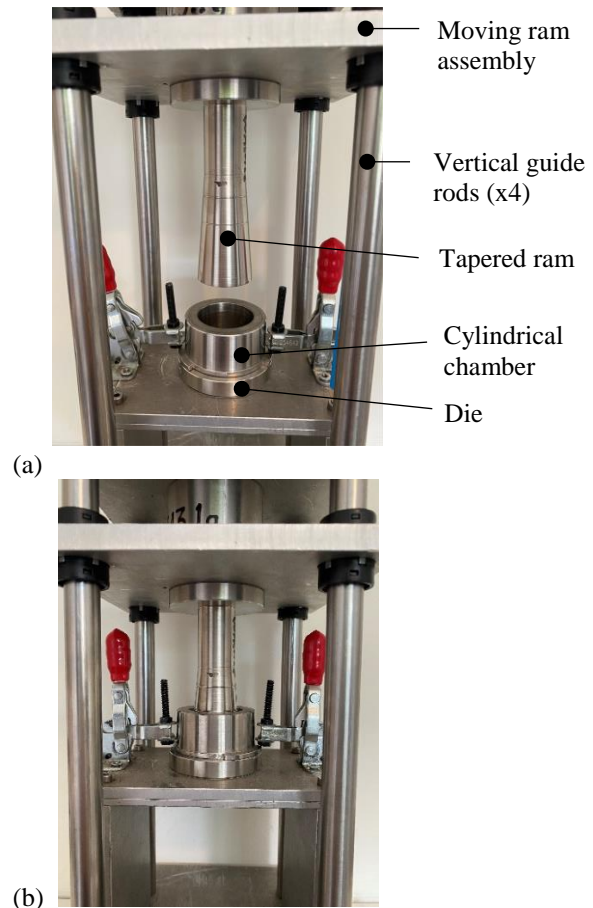 Moving ram
assembly
Vertical guide
rods (x4)
Tapered ram
Cylindrical
chamber
Die
(a)
(b)